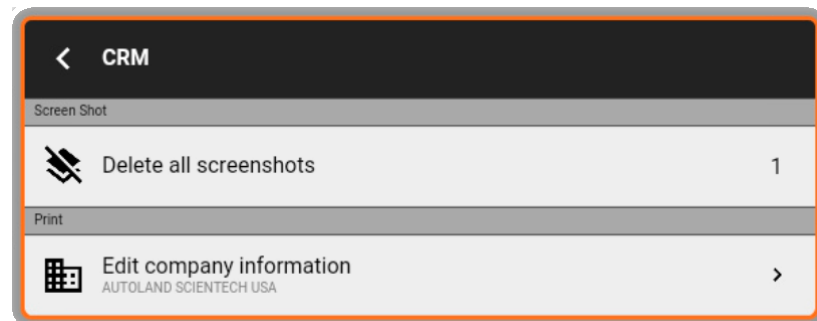 CRM
Screen Shot
Delete all screenshots 1
Print
Edit company information
AUTOLAND SCIENTECH USA